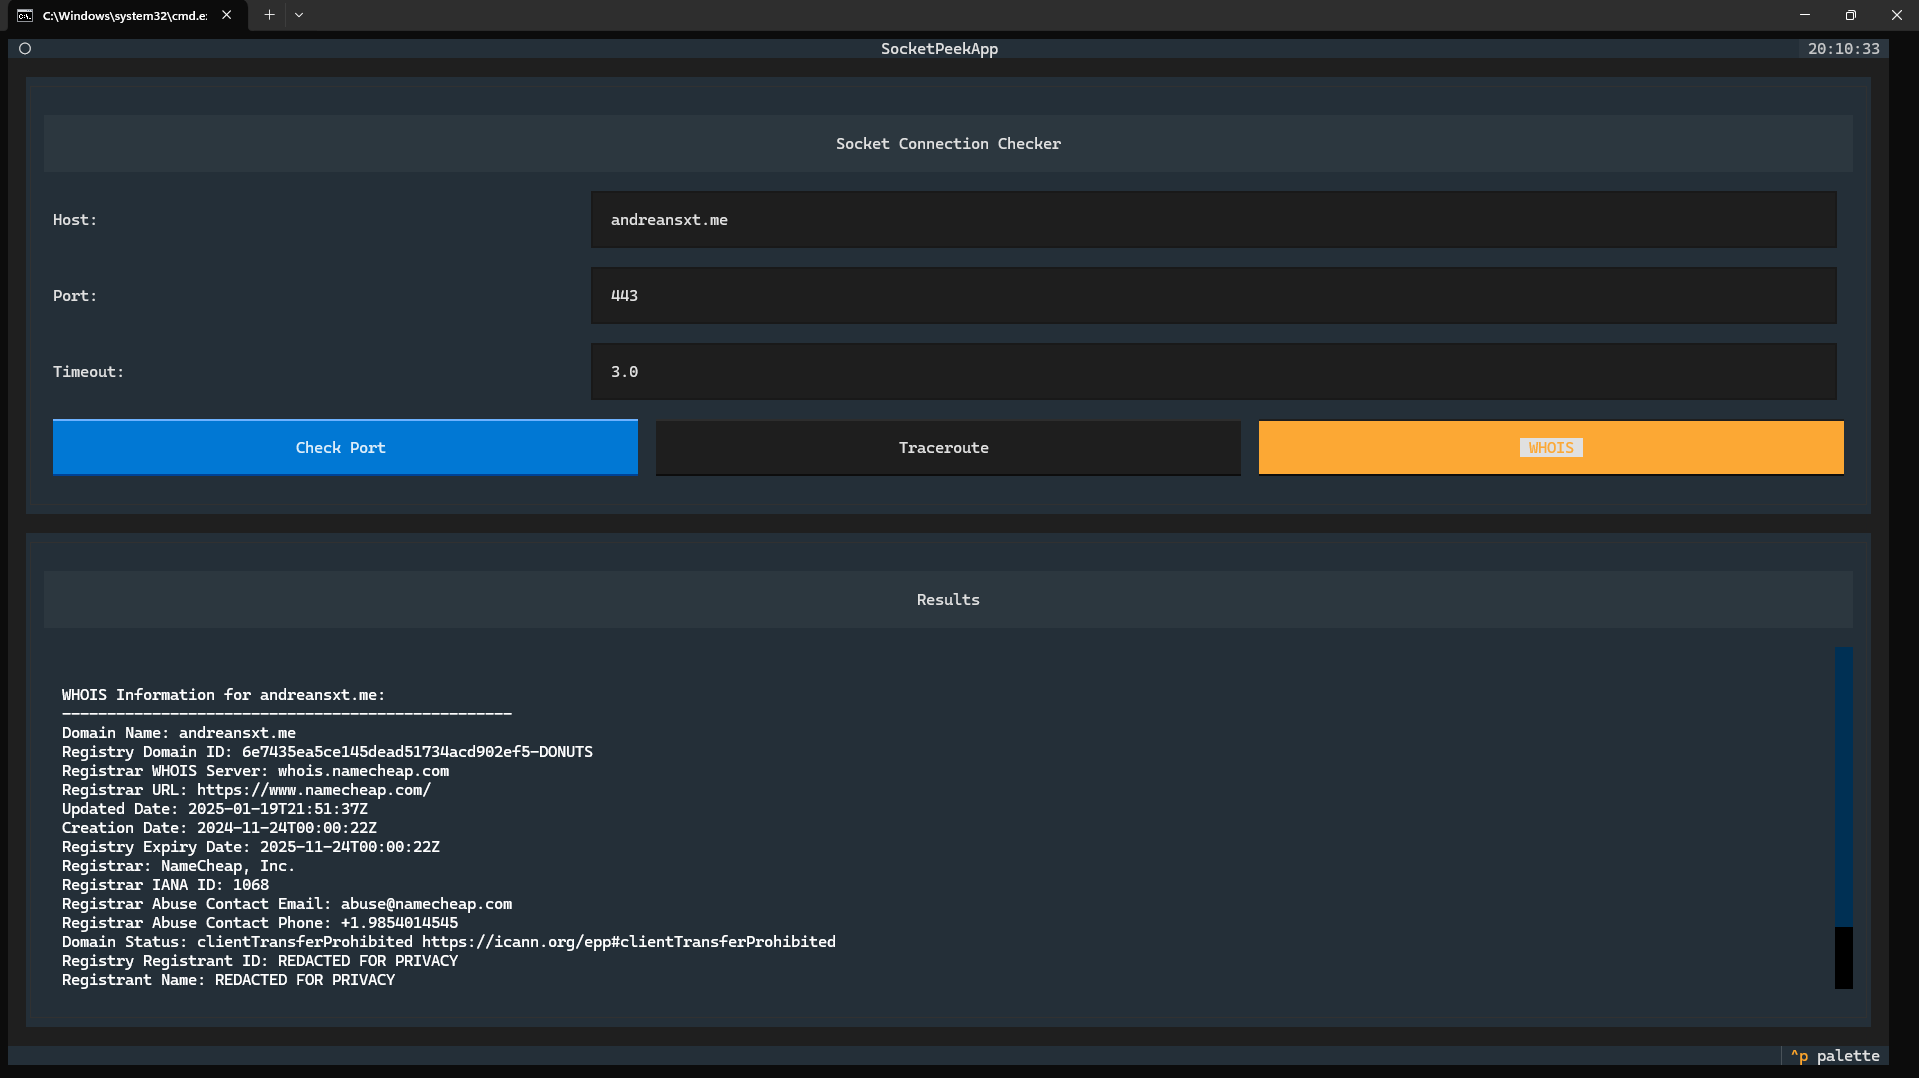 C:\Windows\system32\cmd.e:
SocketPeekApp
20:10:33
Socket Connection Checker
Host:
andreansxt.me
Port:
443
Timeout:
3.0
Check Port
Traceroute
WHOIS
Results
WHOIS Information for andreansxt.me:
--------------------------------------------------
Domain Name: andreansxt.me
Registry Domain ID: 6e7435ea5ce145dead51734acd902ef5-DONUTS
Registrar WHOIS Server: whois.namecheap.com
Registrar URL: https://www.namecheap.com/
Updated Date: 2025-01-19T21:51:37Z
Creation Date: 2024-11-24T00:00:22Z
Registry Expiry Date: 2025-11-24T00:00:22Z
Registrar: NameCheap, Inc.
Registrar IANA ID: 1068
Registrar Abuse Contact Email: abuse@namecheap.com
Registrar Abuse Contact Phone: +1.9854014545
Domain Status: clientTransferProhibited https://icann.org/epp#clientTransferProhibited
Registry Registrant ID: REDACTED FOR PRIVACY
Registrant Name: REDACTED FOR PRIVACY
^p palette